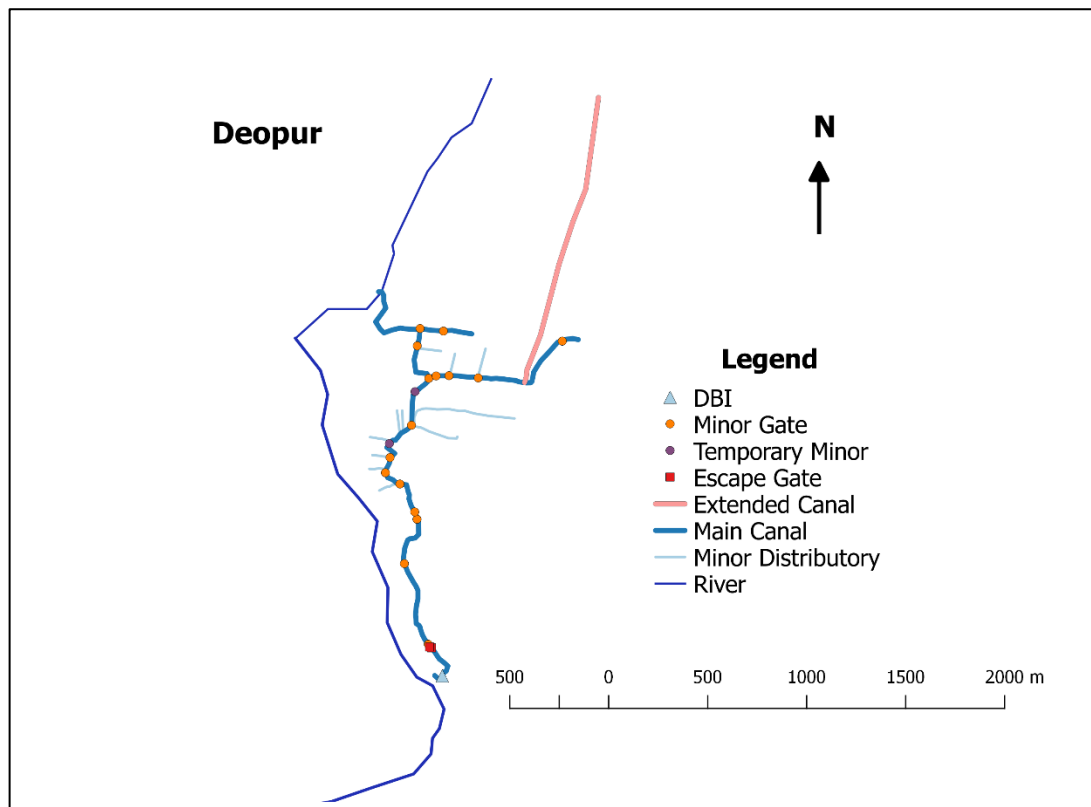 Deopur
N
Legend
DBI
Minor Gate
Temporary Minor
Escape Gate
Extended Canal
Main Canal
Minor Distributory
River
500 0 500 1000 1500 2000 m